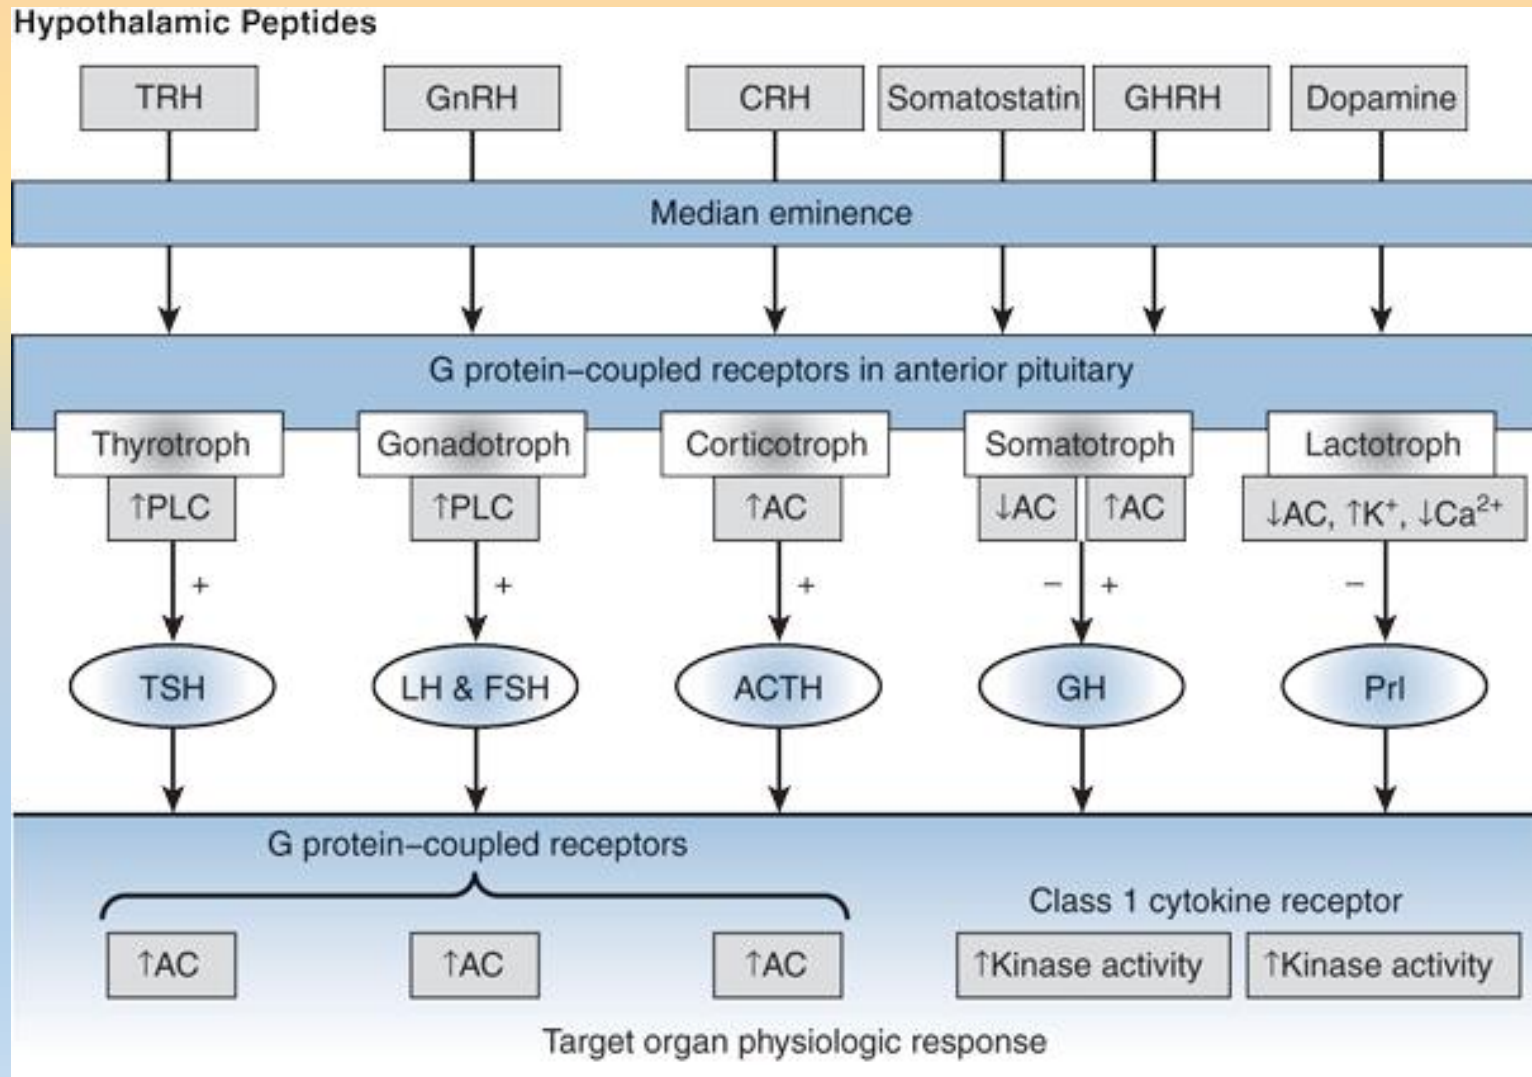 Hypothalamic Peptides
TRH GnRH CRH Somatostatin GHRH Dopamine
Median eminence
G protein–coupled receptors in anterior pituitary
Thyrotroph Gonadotroph Corticotroph Somatotroph Lactotroph
↑PLC ↑PLC ↑AC ↓AC ↑AC ↓AC, ↑K⁺, ↓Ca²⁺
+ + + − + −
TSH LH & FSH ACTH GH Prl
G protein–coupled receptors
Class 1 cytokine receptor
↑AC ↑AC ↑AC ↑Kinase activity ↑Kinase activity
Target organ physiologic response